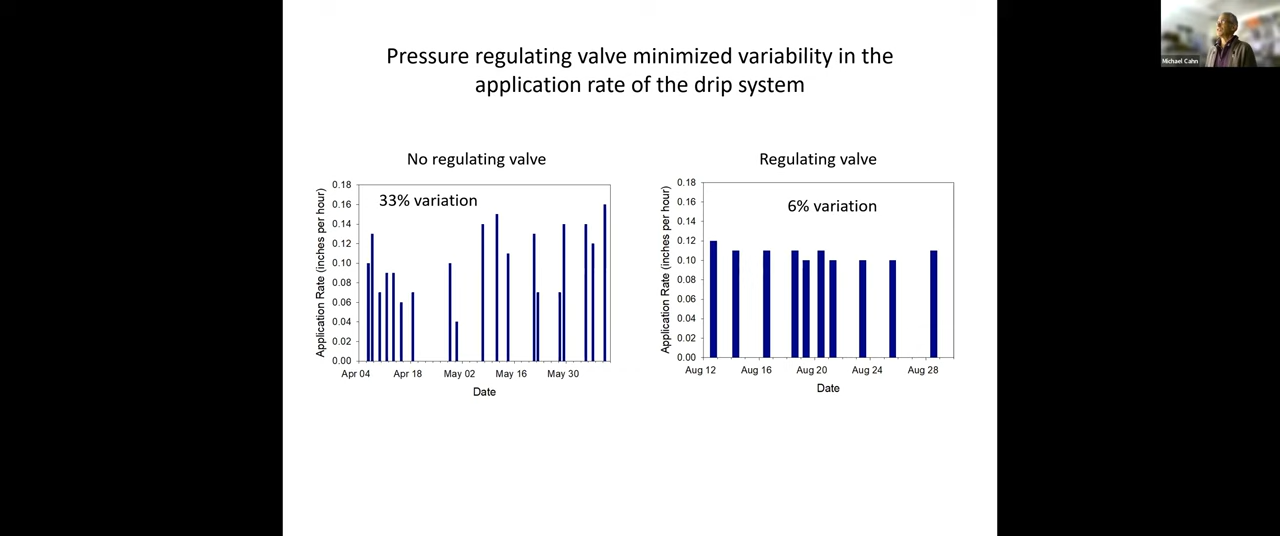 Pressure regulating valve minimized variability in the
application rate of the drip system
Michael Cahn
No regulating valve
33% variation
Application Rate (inches per hour)
0.18
0.16
0.14
0.12
0.10
0.08
0.06
0.04
0.02
0.00
Apr 04 Apr 18 May 02 May 16 May 30
Date
Regulating valve
6% variation
Application Rate (inches per hour)
0.18
0.16
0.14
0.12
0.10
0.08
0.06
0.04
0.02
0.00
Aug 12 Aug 16 Aug 20 Aug 24 Aug 28
Date